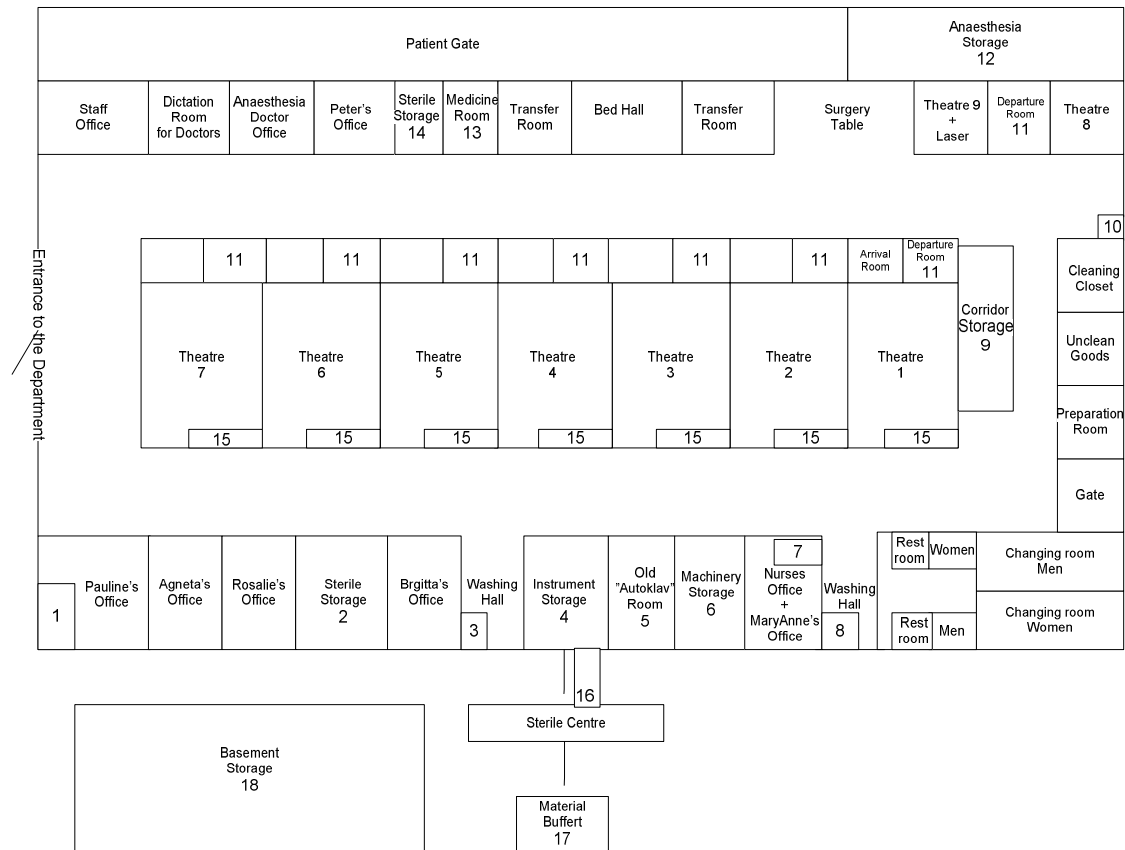 Patient Gate
Anaesthesia
Storage
12
Staff
Office
Dictation
Room
for Doctors
Anaesthesia
Doctor
Office
Peter's
Office
Sterile
Storage
14
Medicine
Room
13
Transfer
Room
Bed Hall
Transfer
Room
Surgery
Table
Theatre 9
+
Laser
Departure
Room
11
Theatre
8
Entrance to the Department
11
11
11
11
11
11
Arrival
Room
Departure
Room
11
10
Cleaning
Closet
Unclean
Goods
Preparation
Room
Gate
Corridor
Storage
9
Theatre
7
Theatre
6
Theatre
5
Theatre
4
Theatre
3
Theatre
2
Theatre
1
15
15
15
15
15
15
15
1
Pauline's
Office
Agneta's
Office
Rosalie's
Office
Sterile
Storage
2
Brgitta's
Office
Washing
Hall
3
Instrument
Storage
4
Old
"Autoklav"
Room
5
Machinery
Storage
6
7
Nurses
Office
+
MaryAnne's
Office
Washing
Hall
8
Rest
room
Women
Rest
room
Men
Changing room
Men
Changing room
Women
16
Sterile Centre
Basement
Storage
18
Material
Buffert
17